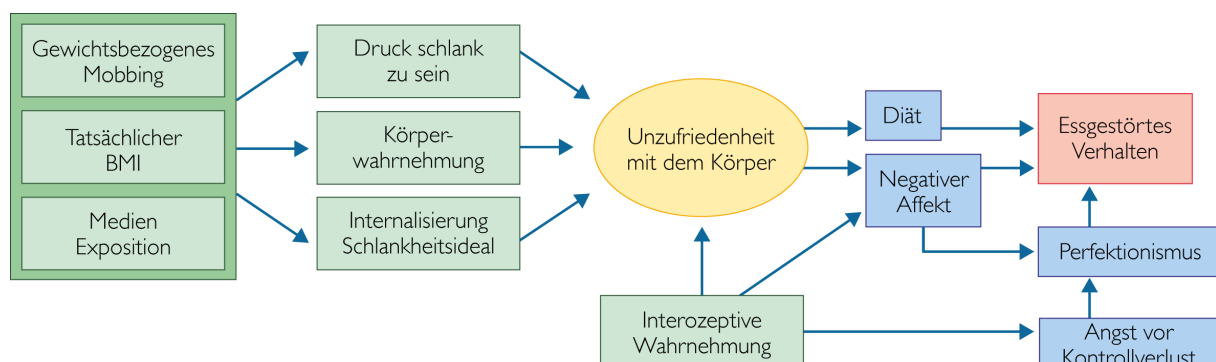 Gewichtsbezogenes
Mobbing
Tatsächlicher
BMI
Medien
Exposition
Druck schlank
zu sein
Körper-
wahrnehmung
Internalisierung
Schlankheitsideal
Unzufriedenheit
mit dem Körper
Interozeptive
Wahrnehmung
Diät
Negativer
Affekt
Essgestörtes
Verhalten
Perfektionismus
Angst vor
Kontrollverlust